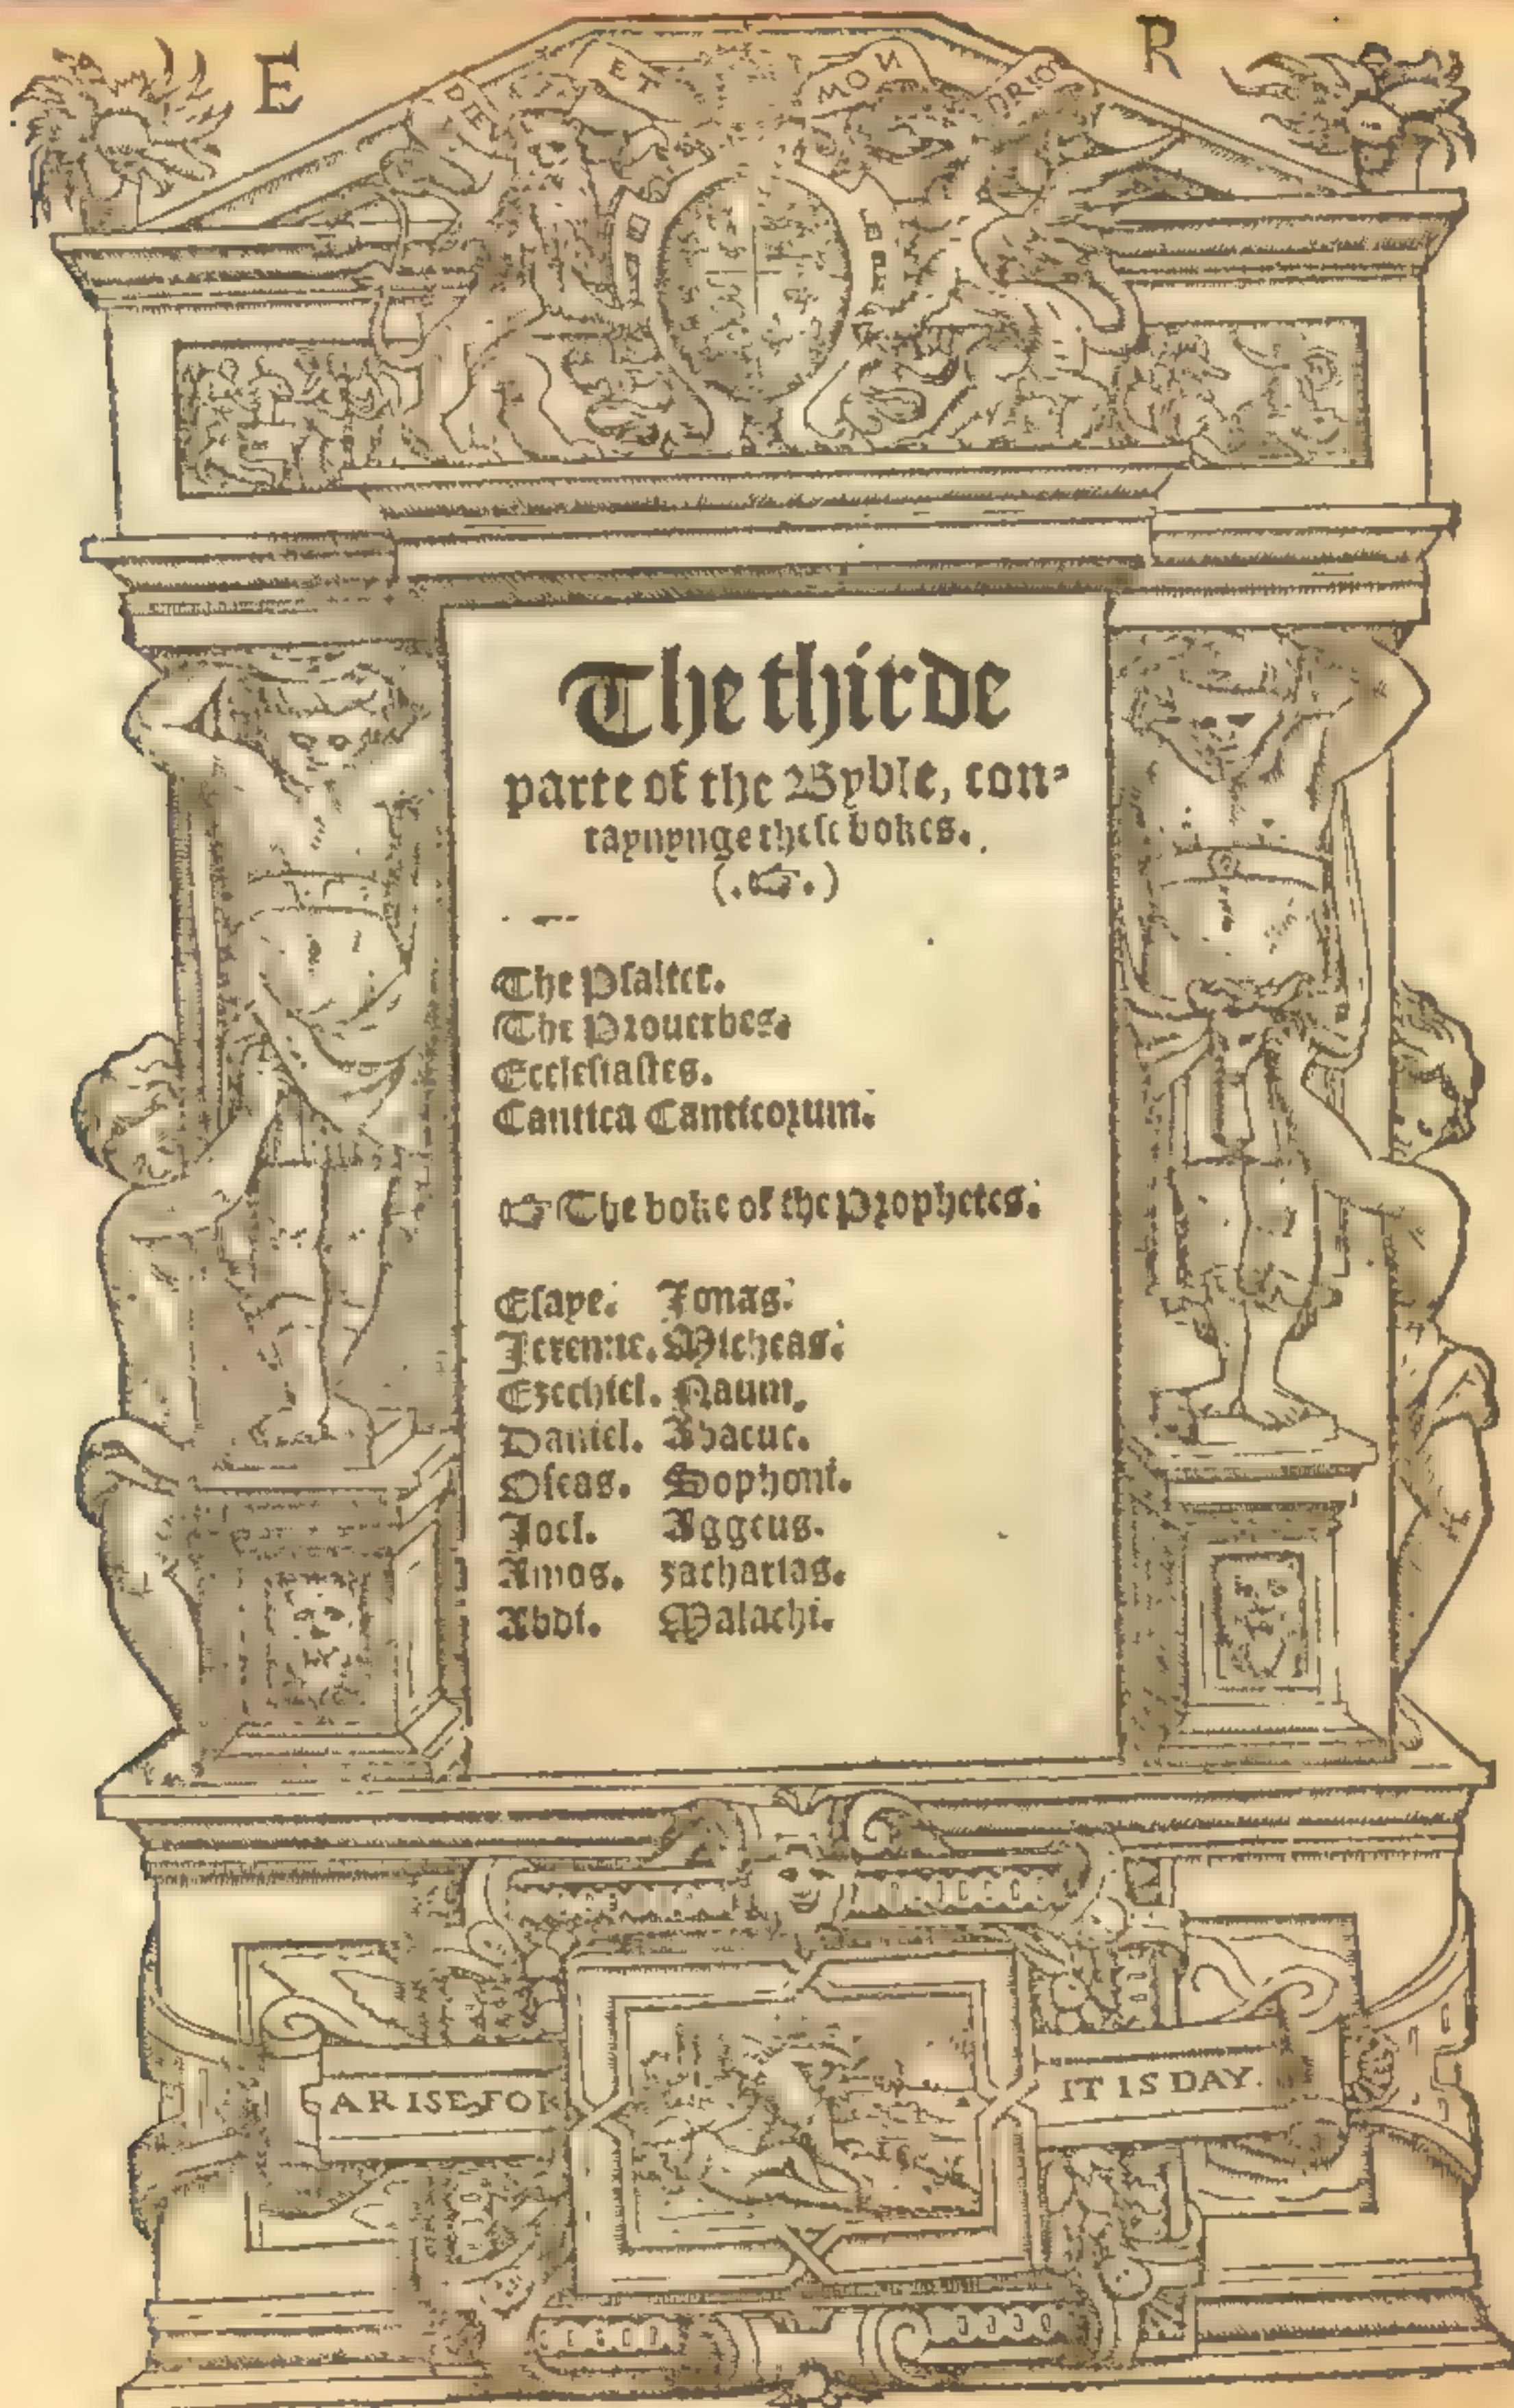 E R
DIEV ET MON DRIO
The thirde
parte of the Byble, con-
taynynge these bokes.
(.☞.)
The Psalter.
The Prouerbes.
Ecclesiastes.
Cantica Canticorum.
☞ The boke of the Prophetes.
Esaye. Jonas.
Jeremie. Micheas.
Ezechiel. Naum.
Daniel. Abacuc.
Oseas. Sophoni.
Joel. Aggeus.
Amos. zacharias.
Abdi. Malachi.
ARISE, FOR IT IS DAY.